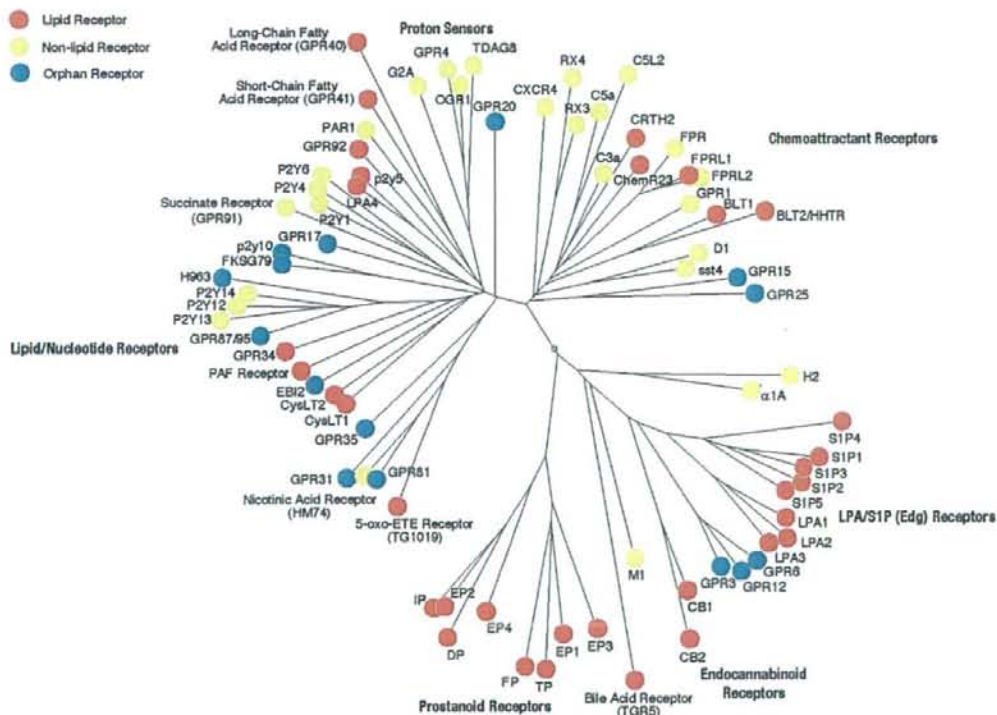 Lipid Receptor
Non-lipid Receptor
Orphan Receptor
Long-Chain Fatty
Acid Receptor (GPR40)
Proton Sensors
GPR4
TDAG8
G2A
OGR1
GPR20
Short-Chain Fatty
Acid Receptor (GPR41)
PAR1
GPR92
P2Y6
p2y5
P2Y4
LPA4
Succinate Receptor
(GPR91)
P2Y1
GPR17
p2y10
FKSG79
H963
P2Y14
P2Y12
P2Y13
GPR87/95
Lipid/Nucleotide Receptors
GPR34
PAF Receptor
EBI2
CysLT2
CysLT1
GPR35
GPR31
GPR81
Nicotinic Acid Receptor
(HM74)
5-oxo-ETE Receptor
(TG1019)
RX4
C5L2
CXCR4
RX3
C5a
CRTH2
FPR
Chemoattractant Receptors
C3a
ChemR23
FPRL1
FPRL2
GPR1
BLT1
BLT2/HHTR
D1
sst4
GPR15
GPR25
H2
α1A
S1P4
S1P1
S1P3
S1P2
S1P5
LPA/S1P (Edg) Receptors
LPA1
LPA2
LPA3
GPR6
GPR3
GPR12
M1
CB1
CB2
Endocannabinoid
Receptors
IP
EP2
DP
EP4
EP1
EP3
FP
TP
Prostanoid Receptors
Bile Acid Receptor
(TGR5)